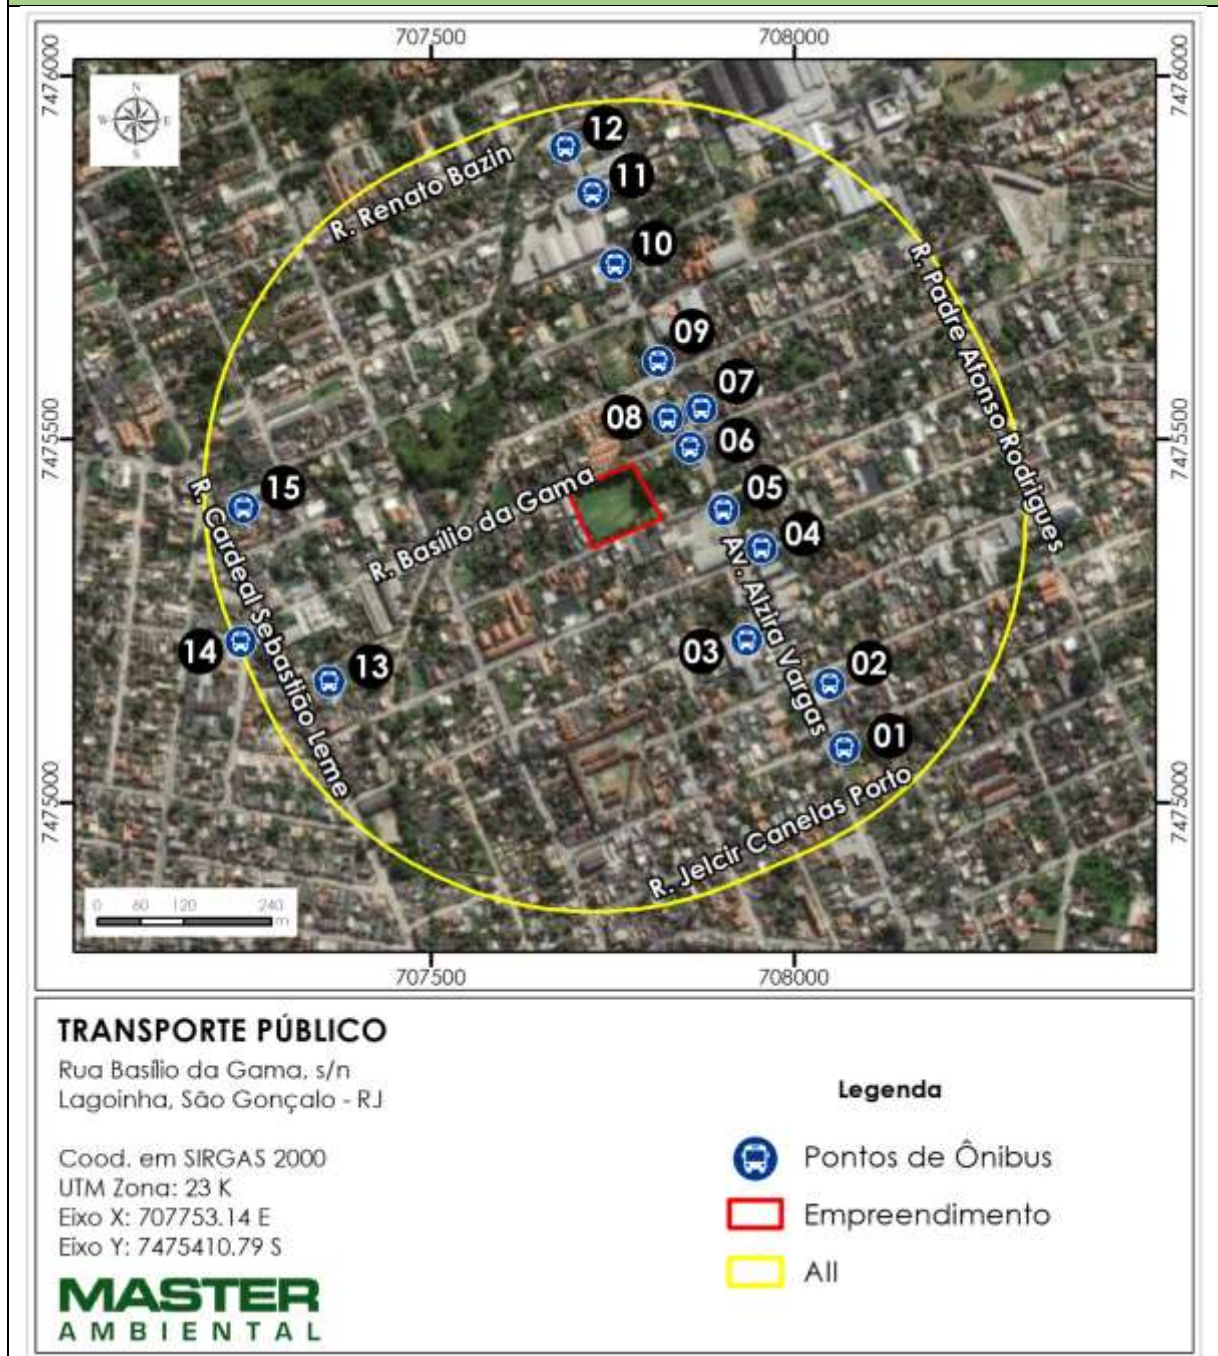 707500
708000
7476000
7476000
N
W
E
S
12
R. Renato Bazin
11
10
R. Padre Afonso Rodrigues
09
07
08
06
7475500
7475500
15
R. Basílio da Gama
05
04
R. Cardeal Sebastião Leme
Av. Alzira Vargas
14
13
03
02
01
7475000
7475000
R. Jelcir Canelas Porto
0 60 120 240
m
707500
708000
TRANSPORTE PÚBLICO
Rua Basílio da Gama, s/n
Lagoinha, São Gonçalo - RJ
Cood. em SIRGAS 2000
UTM Zona: 23 K
Eixo X: 707753.14 E
Eixo Y: 7475410.79 S
MASTER
AMBIENTAL
Legenda
Pontos de Ônibus
Empreendimento
AII